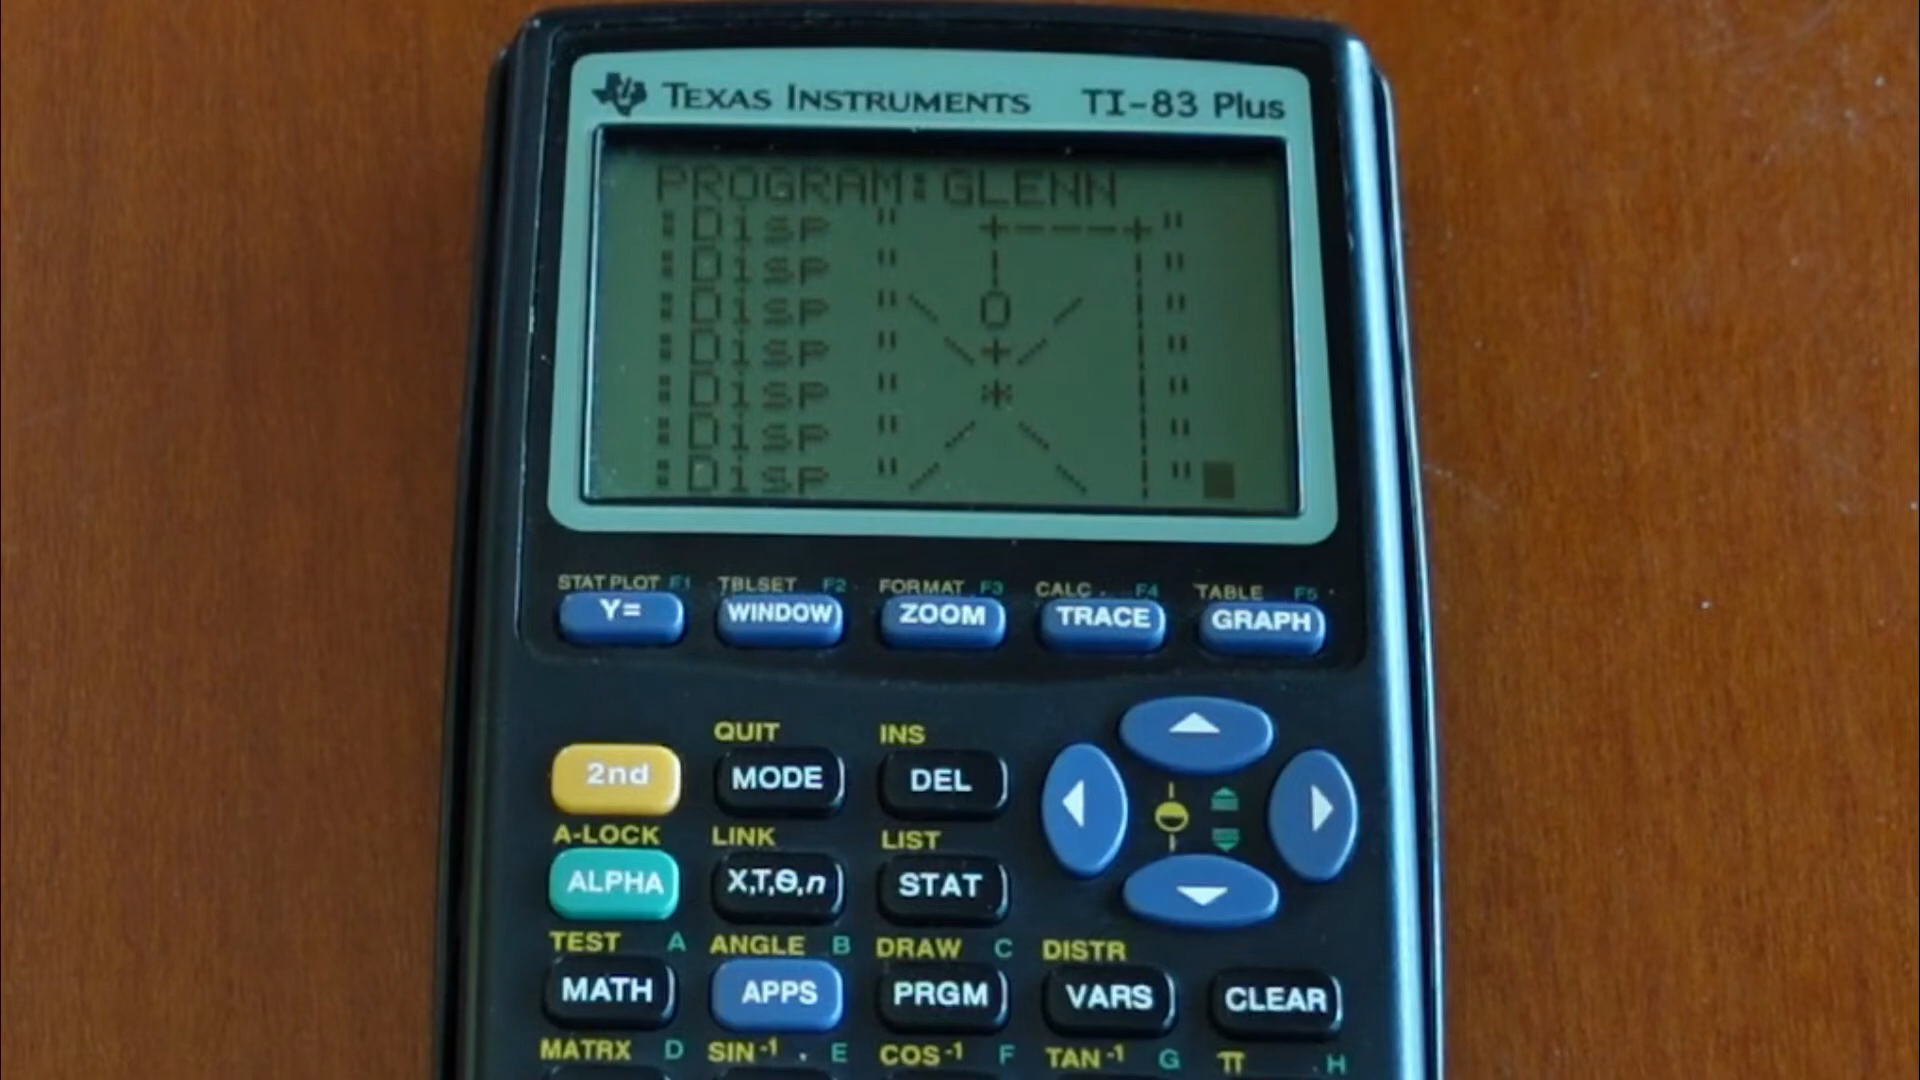 TEXAS INSTRUMENTS TI-83 Plus
PROGRAM:GLENN
:Disp "    +----+"
:Disp "    |    |"
:Disp " \  O  /  |"
:Disp "  \+/  |"
:Disp "    *    |"
:Disp "  / \  |"
:Disp " /    \  |"
STAT PLOT F1 TBLSET F2 FORMAT F3 CALC F4 TABLE F5
Y= WINDOW ZOOM TRACE GRAPH
QUIT INS
2nd MODE DEL
A-LOCK LINK LIST
ALPHA X,T,Θ,n STAT
TEST A ANGLE B DRAW C DISTR
MATH APPS PRGM VARS CLEAR
MATRX D SIN⁻¹ E COS⁻¹ F TAN⁻¹ G π H